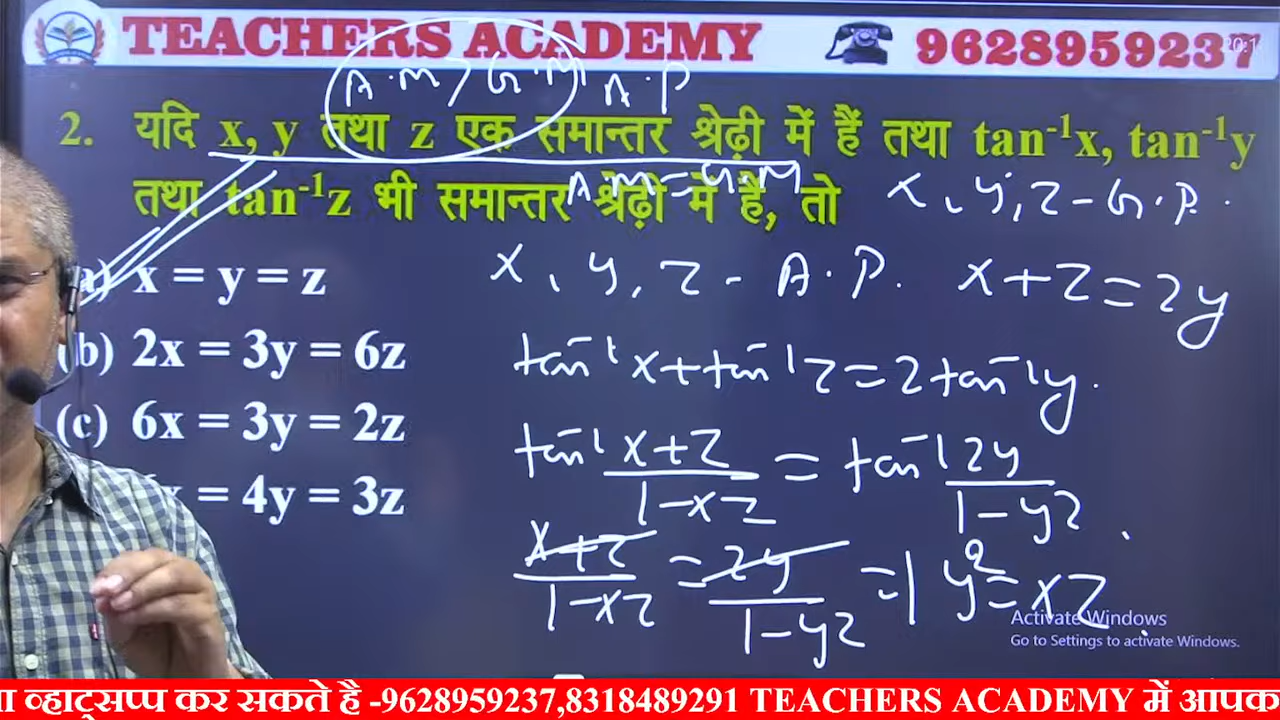 TEACHERS ACADEMY 9628959237
20:1
A.M > G.M A.P
2. यदि x, y तथा z एक समान्तर श्रेढ़ी में हैं तथा tan⁻¹x, tan⁻¹y
तथा tan⁻¹z भी समान्तर श्रेढ़ी में है, तो
A.M = G.M
x, y, z - G.P.
a) x = y = z
x, y, z - A.P. x+z=2y
(b) 2x = 3y = 6z
tan⁻¹x+tan⁻¹z=2tan⁻¹y.
(c) 6x = 3y = 2z
tan⁻¹ x+z/1-xz = tan⁻¹ 2y/1-y2
= 4y = 3z
x+z/1-xz = 2y/1-y2 =) y²=xz
Activate Windows
Go to Settings to activate Windows.
व्हाट्सप्प कर सकते है -9628959237,8318489291 TEACHERS ACADEMY में आपक